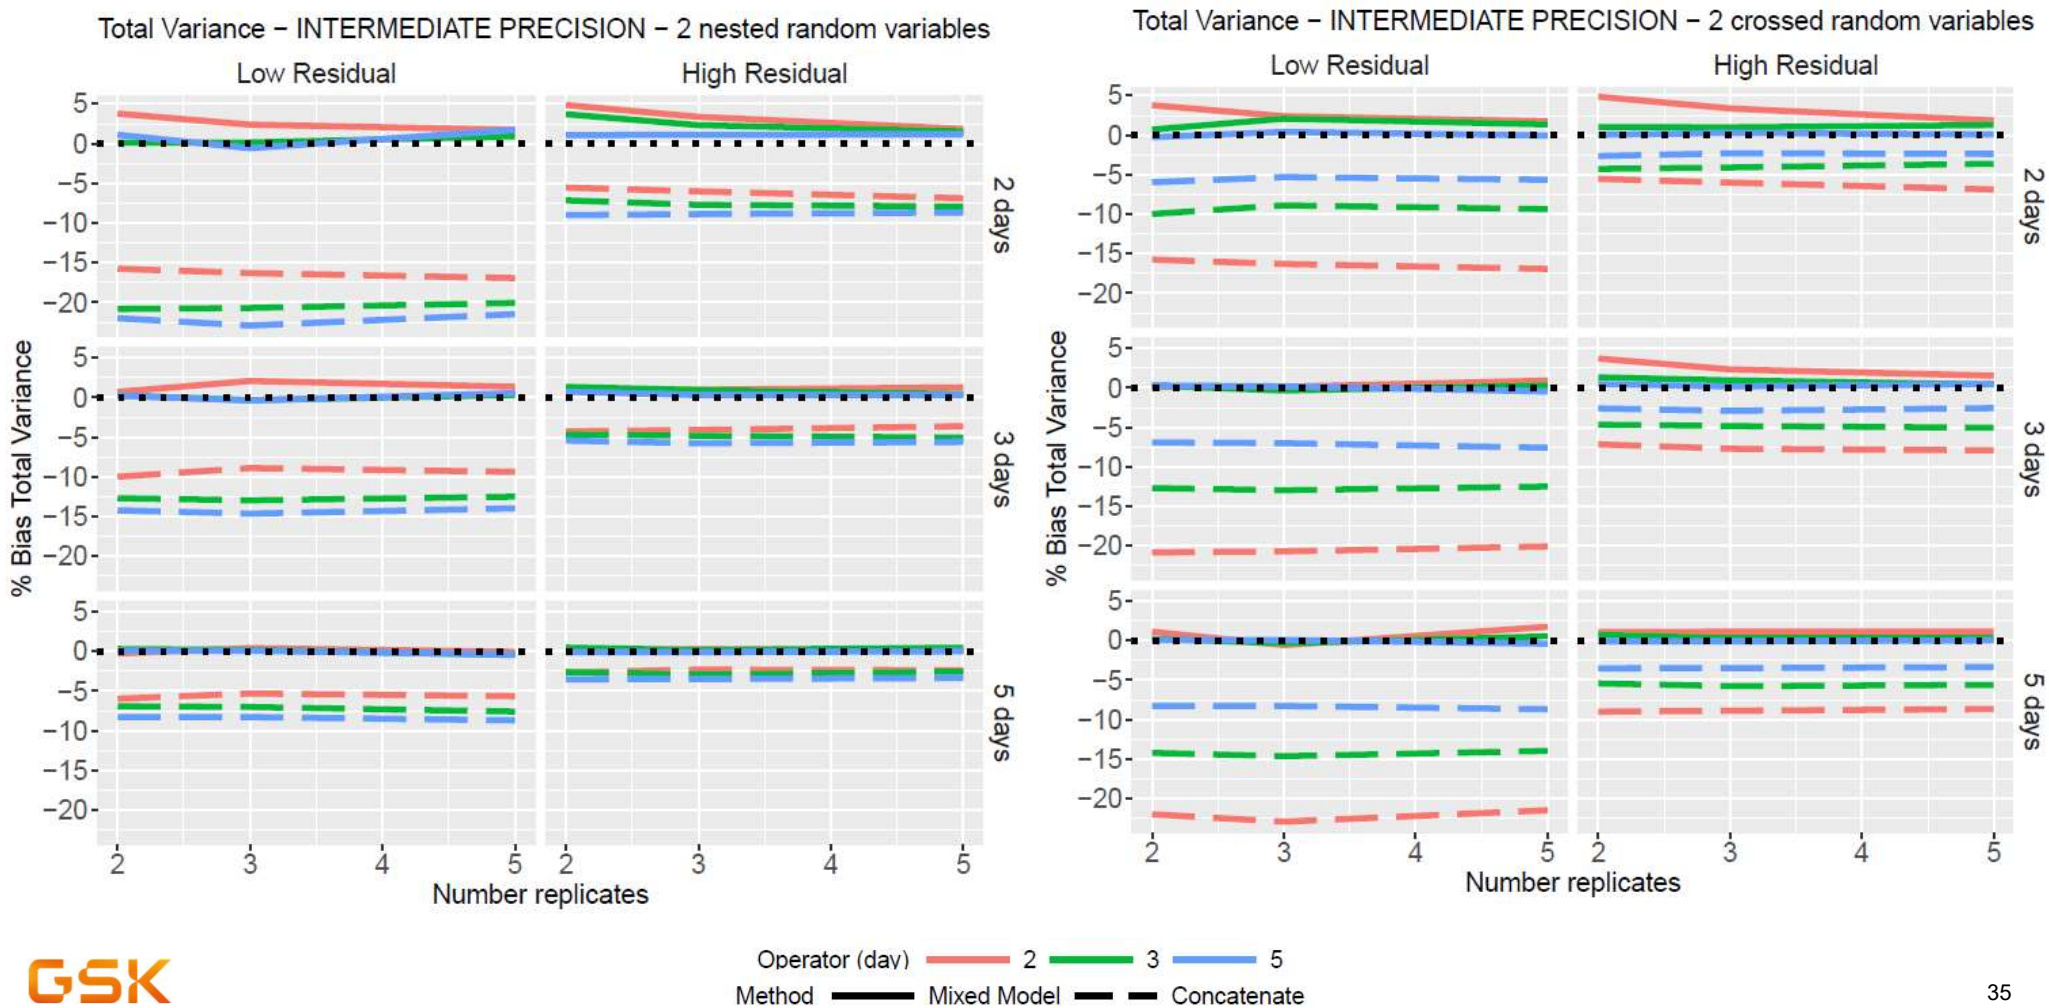 Total Variance – INTERMEDIATE PRECISION – 2 nested random variables
Low Residual
High Residual
% Bias Total Variance
5
0
−5
−10
−15
−20
2 days
5
0
−5
−10
−15
−20
3 days
5
0
−5
−10
−15
−20
5 days
2 3 4 5
2 3 4 5
Number replicates
Total Variance – INTERMEDIATE PRECISION – 2 crossed random variables
Low Residual
High Residual
% Bias Total Variance
5
0
−5
−10
−15
−20
2 days
5
0
−5
−10
−15
−20
3 days
5
0
−5
−10
−15
−20
5 days
2 3 4 5
2 3 4 5
Number replicates
Operator (day) 2 3 5
Method Mixed Model Concatenate
GSK
35